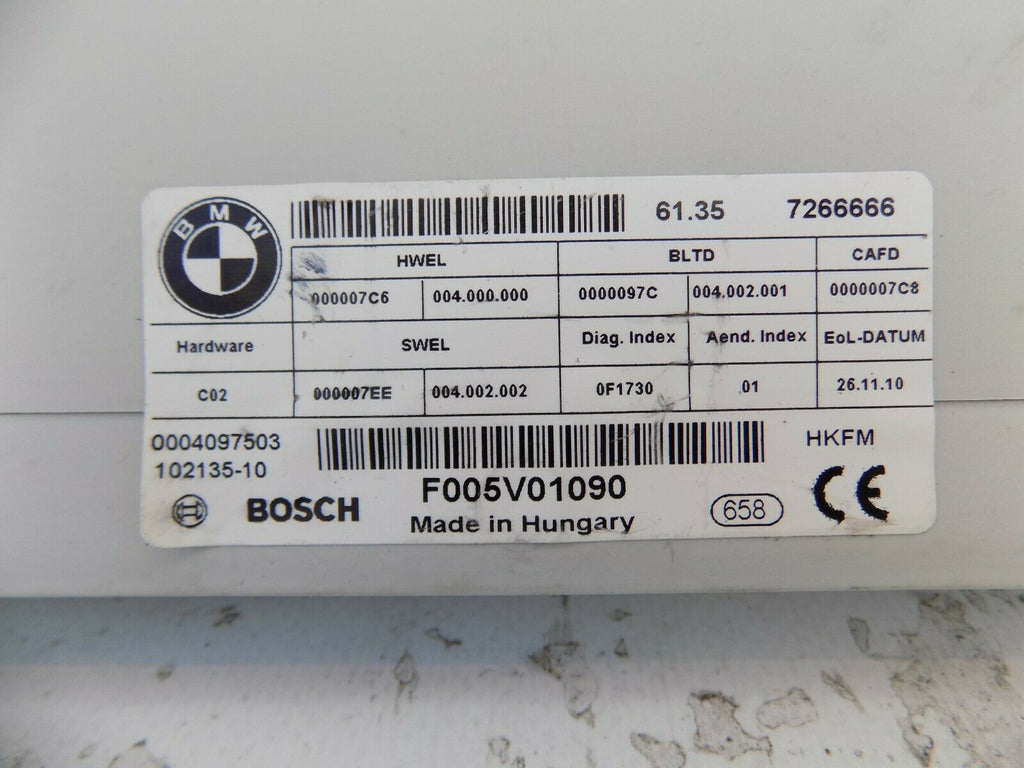 BMW
61.35 7266666
HWEL BLTD CAFD
000007C6 004.000.000 0000097C 004.002.001 0000007C8
Hardware SWEL Diag. Index Aend. Index EoL-DATUM
C02 000007EE 004.002.002 0F1730 01 26.11.10
0004097503 HKFM
102135-10
BOSCH F005V01090 658 CE
Made in Hungary